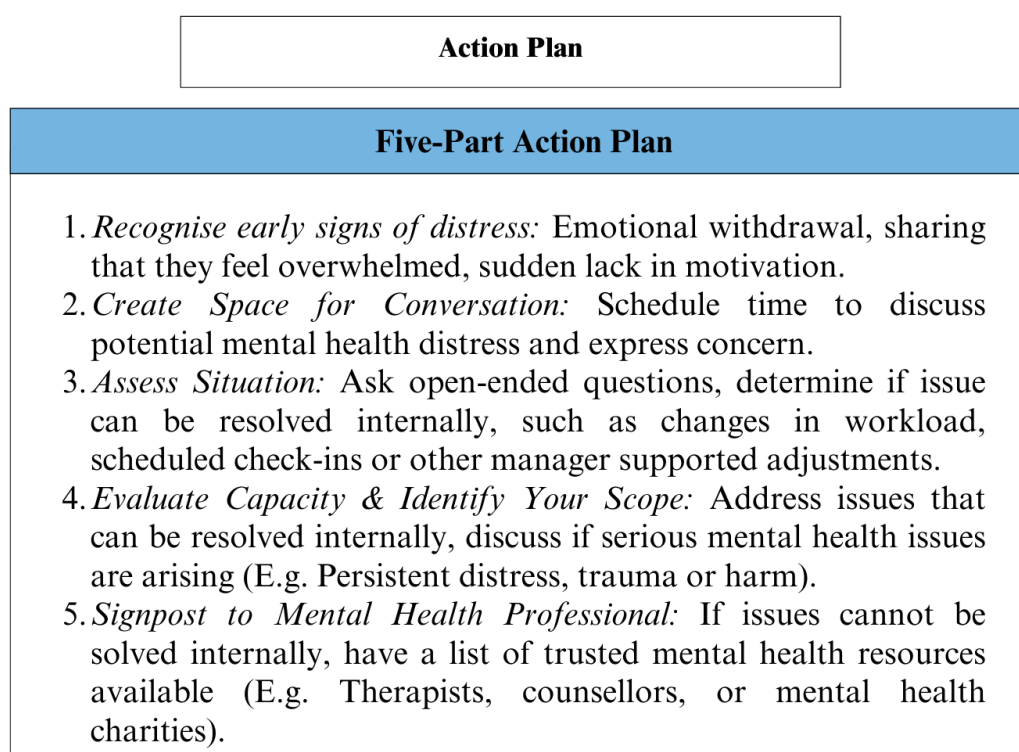 Action Plan
Five-Part Action Plan
1. Recognise early signs of distress: Emotional withdrawal, sharing
that they feel overwhelmed, sudden lack in motivation.
2. Create Space for Conversation: Schedule time to discuss
potential mental health distress and express concern.
3. Assess Situation: Ask open-ended questions, determine if issue
can be resolved internally, such as changes in workload,
scheduled check-ins or other manager supported adjustments.
4. Evaluate Capacity & Identify Your Scope: Address issues that
can be resolved internally, discuss if serious mental health issues
are arising (E.g. Persistent distress, trauma or harm).
5. Signpost to Mental Health Professional: If issues cannot be
solved internally, have a list of trusted mental health resources
available (E.g. Therapists, counsellors, or mental health
charities).